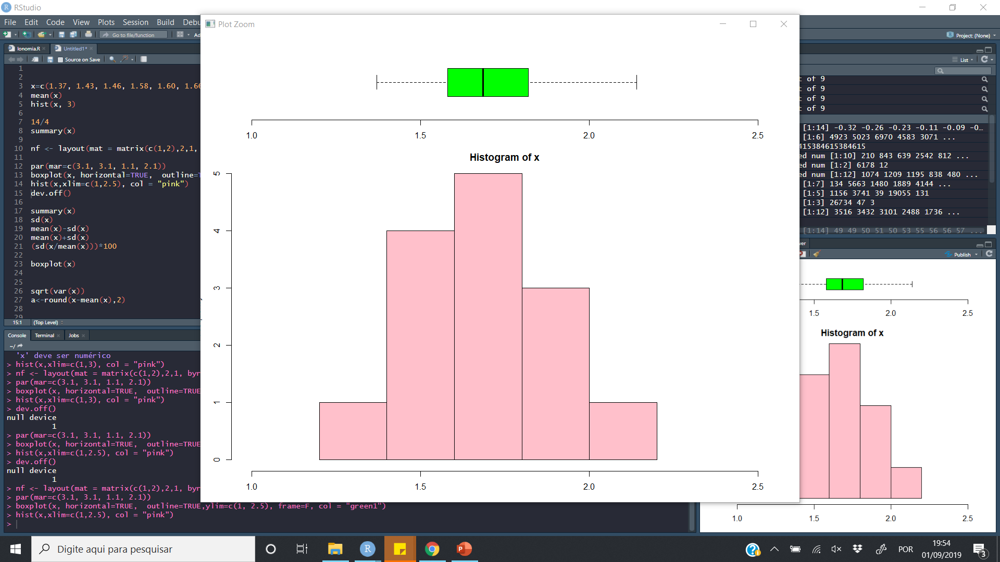 RStudio
File Edit Code View Plots Session Build Debu
Go to file/function
Project: (None)
Ionomia.R
Untitled1*
Source on Save
1
2
3 x=c(1.37, 1.43, 1.46, 1.58, 1.60, 1.66
4 mean(x)
5 hist(x, 3)
6
7 14/4
8 summary(x)
9
10 nf <- layout(mat = matrix(c(1,2),2,1,
11
12 par(mar=c(3.1, 3.1, 1.1, 2.1))
13 boxplot(x, horizontal=TRUE,  outline=T
14 hist(x,xlim=c(1,2.5), col = "pink")
15 dev.off()
16
17 summary(x)
18 sd(x)
19 mean(x)-sd(x)
20 mean(x)+sd(x)
21 (sd(x/mean(x)))*100
22
23 boxplot(x)
24
25
26 sqrt(var(x))
27 a<-round(x-mean(x),2)
28
29
15:1 (Top Level)
Console Terminal Jobs
~/
'x' deve ser numérico
> hist(x,xlim=c(1,3), col = "pink")
> nf <- layout(mat = matrix(c(1,2),2,1, byr
> par(mar=c(3.1, 3.1, 1.1, 2.1))
> boxplot(x, horizontal=TRUE,  outline=TRUE
> hist(x,xlim=c(1,3), col = "pink")
> dev.off()
null device
1
> par(mar=c(3.1, 3.1, 1.1, 2.1))
> boxplot(x, horizontal=TRUE,  outline=TRUE
> hist(x,xlim=c(1,2.5), col = "pink")
> dev.off()
null device
1
> nf <- layout(mat = matrix(c(1,2),2,1, byr
> par(mar=c(3.1, 3.1, 1.1, 2.1))
> boxplot(x, horizontal=TRUE,  outline=TRUE,ylim=c(1, 2.5), frame=F, col = "green1")
> hist(x,xlim=c(1,2.5), col = "pink")
>
Plot Zoom
1.0 1.5 2.0 2.5
Histogram of x
5
4
3
2
1
0
1.0 1.5 2.0 2.5
List
of 9
of 9
of 9
of 9
[1:14] -0.32 -0.26 -0.23 -0.11 -0.09 -0…
[1:6] 4923 5023 6970 4583 3071 ...
415384615384615
ed num [1:10] 210 843 639 2542 812 ...
ed num [1:2] 6178 12
ed num [1:12] 1074 1209 1195 838 480 ...
[1:7] 134 5663 1480 1889 4144 ...
[1:5] 1156 3741 39 19055 131
[1:3] 26734 47 3
[1:12] 3516 3432 3101 2488 1736 ...
[1:14] 49 49 50 51 50 53 55 56 56 57 ...
wer
Publish
1.5 2.0 2.5
Histogram of x
1.0 1.5 2.0 2.5
Digite aqui para pesquisar
POR
19:54
01/09/2019
3